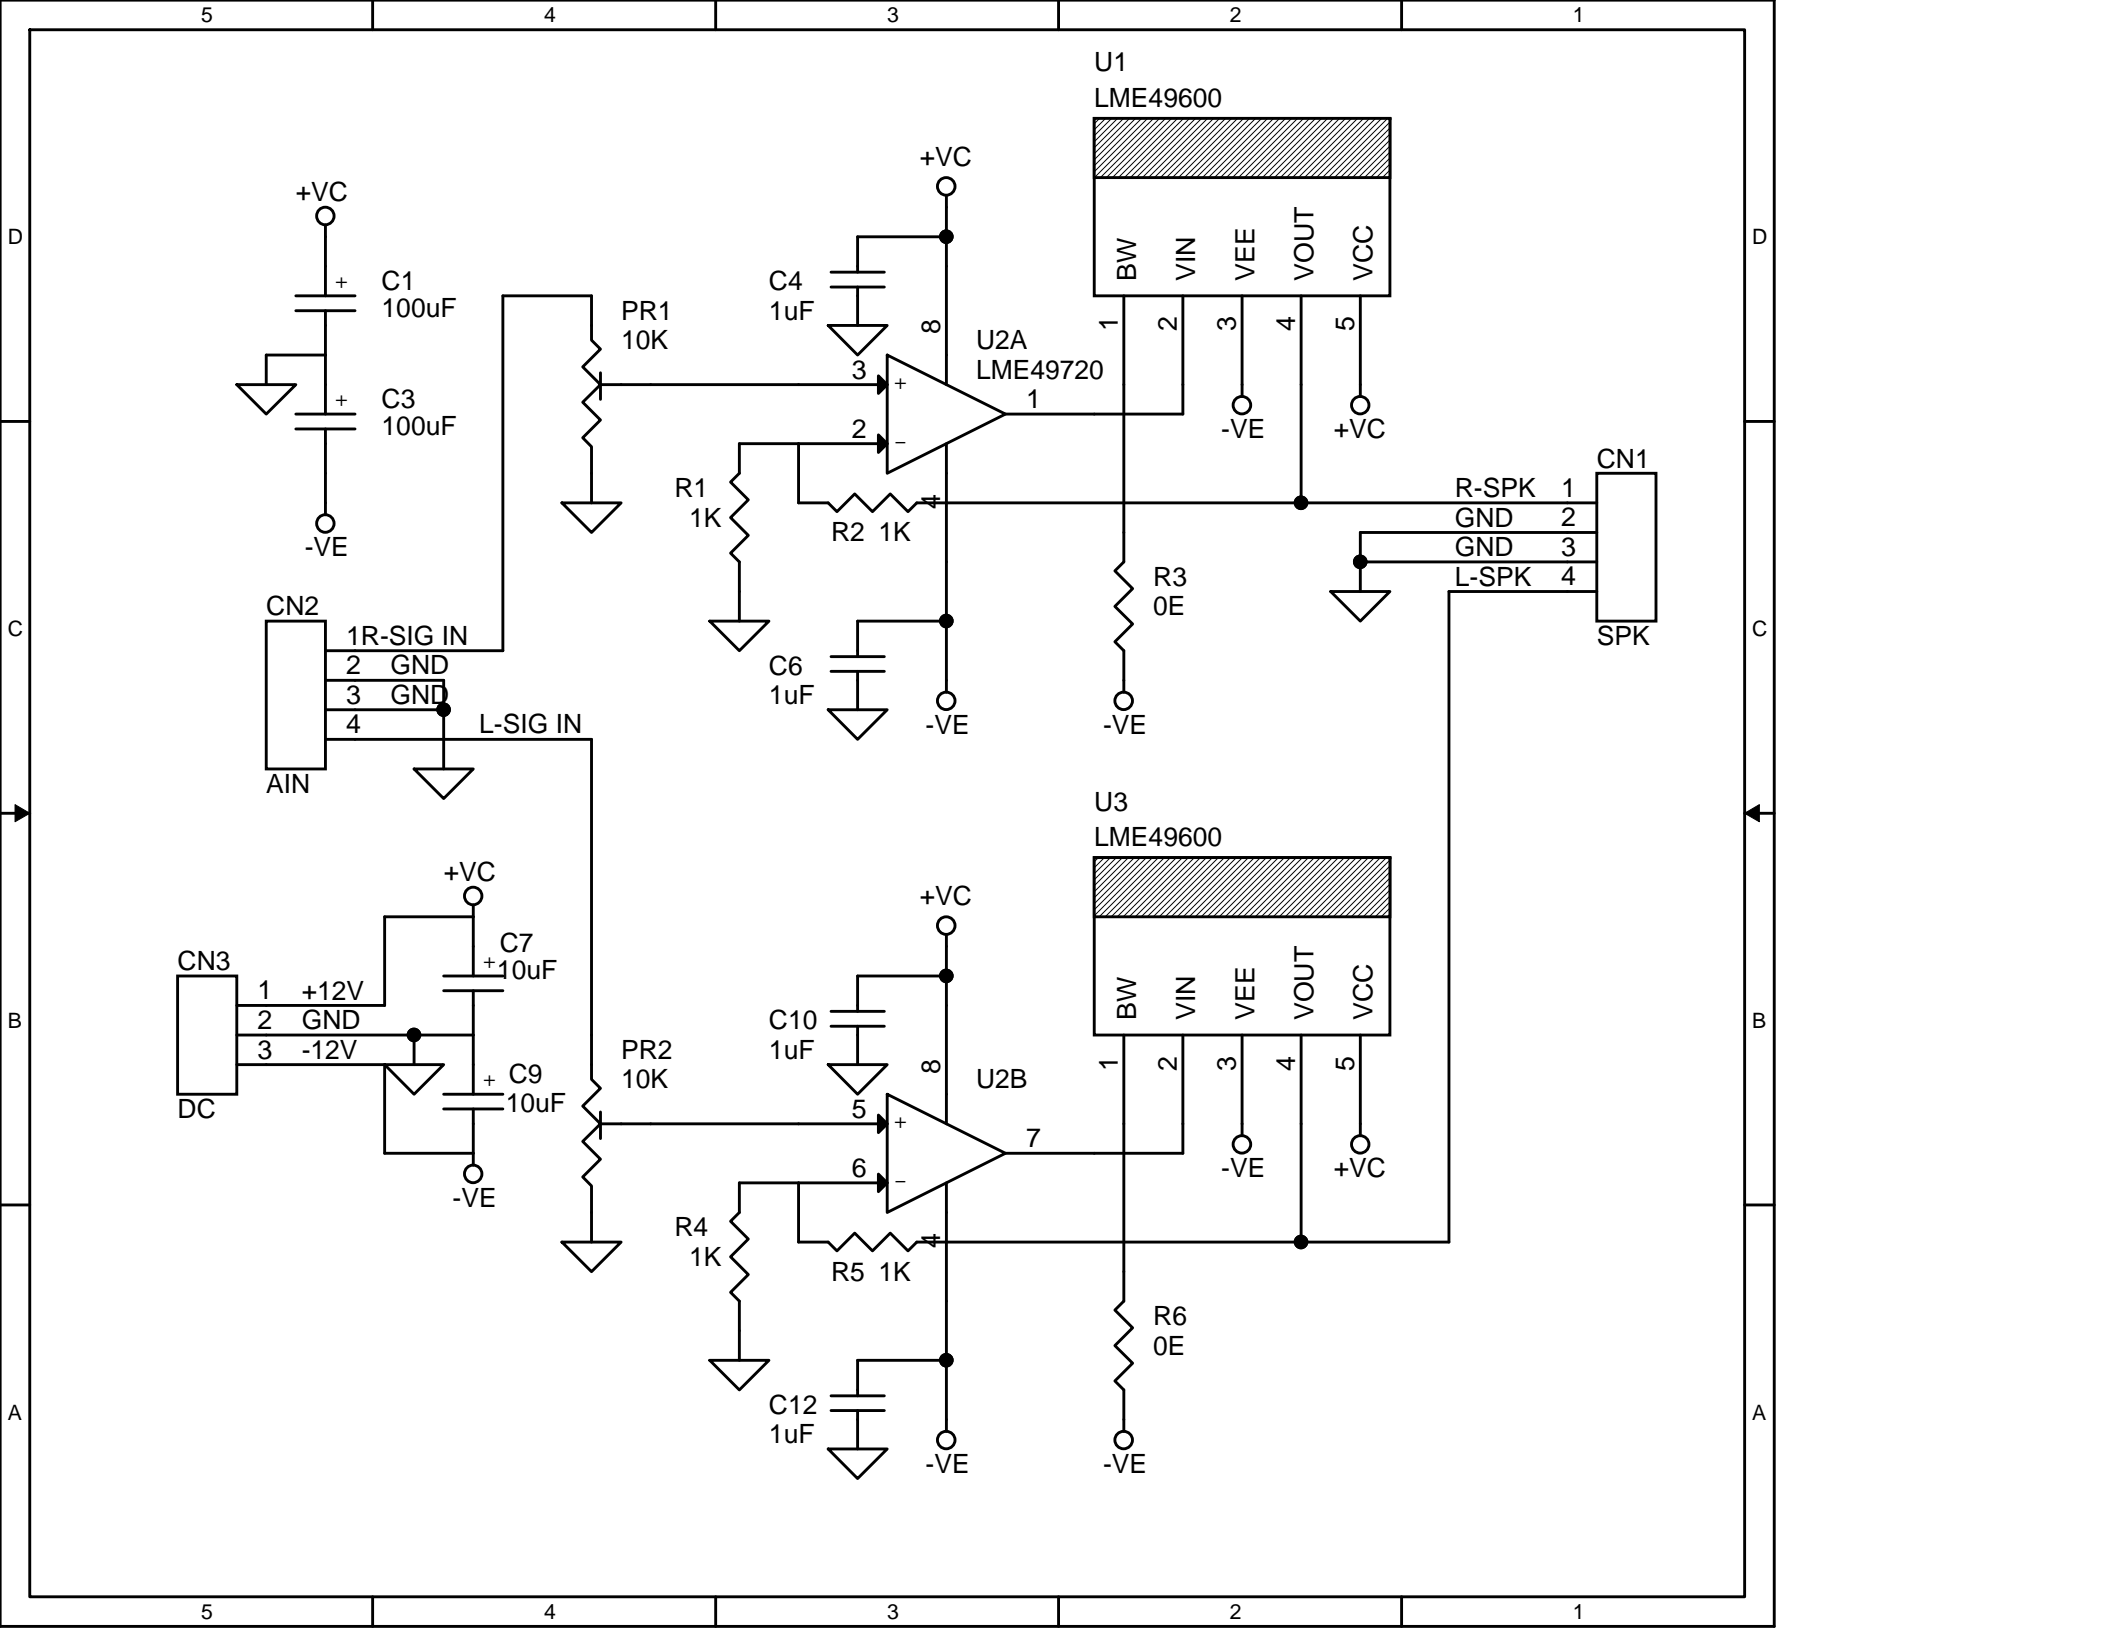 5 4 3 2 1
D
D
C
C
B
B
A
A
5 4 3 2 1
+VC
+
C1
100uF
+
C3
100uF
-VE
CN2
1 R-SIG IN
2 GND
3 GND
4 L-SIG IN
AIN
+VC
C7
+
10uF
CN3
1 +12V
2 GND
3 -12V
DC
+
C9
10uF
-VE
PR1
10K
+VC
C4
1uF
8
U2A
LME49720
3
+
2
−
1
4
R1
1K
R2 1K
C6
1uF
-VE
U1
LME49600
BW
VIN
VEE
VOUT
VCC
1
2
3
4
5
-VE
+VC
R3
0E
-VE
CN1
R-SPK 1
GND 2
GND 3
L-SPK 4
SPK
PR2
10K
+VC
C10
1uF
8
U2B
5
+
6
−
7
4
R4
1K
R5 1K
C12
1uF
-VE
U3
LME49600
BW
VIN
VEE
VOUT
VCC
1
2
3
4
5
-VE
+VC
R6
0E
-VE